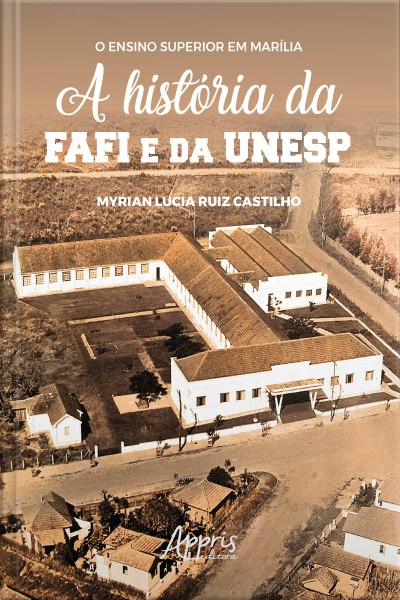 O ENSINO SUPERIOR EM MARÍLIA
A história da
FAFI E DA UNESP
MYRIAN LUCIA RUIZ CASTILHO
Appris
editora